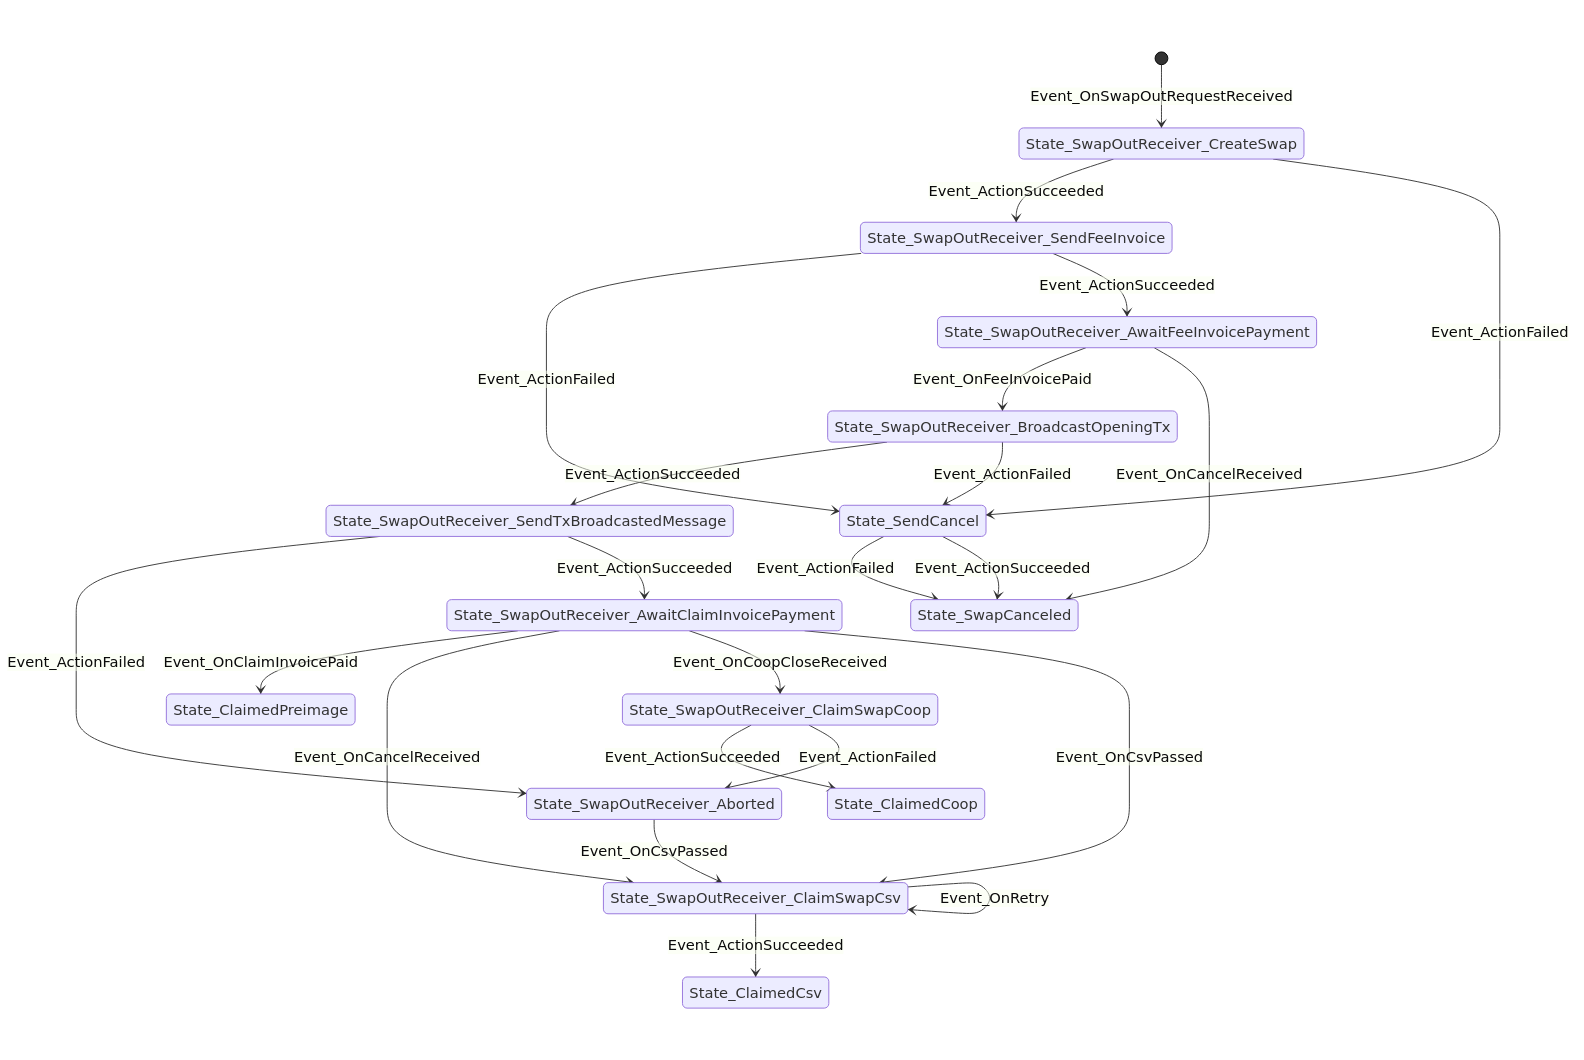 Event_OnSwapOutRequestReceived
State_SwapOutReceiver_CreateSwap
Event_ActionSucceeded
State_SwapOutReceiver_SendFeeInvoice
Event_ActionSucceeded
State_SwapOutReceiver_AwaitFeeInvoicePayment
Event_ActionFailed
Event_ActionFailed
Event_OnFeeInvoicePaid
State_SwapOutReceiver_BroadcastOpeningTx
Event_ActionSucceeded
Event_ActionFailed
Event_OnCancelReceived
State_SwapOutReceiver_SendTxBroadcastedMessage
State_SendCancel
Event_ActionSucceeded
Event_ActionFailed
Event_ActionSucceeded
State_SwapOutReceiver_AwaitClaimInvoicePayment
State_SwapCanceled
Event_ActionFailed
Event_OnClaimInvoicePaid
Event_OnCoopCloseReceived
State_ClaimedPreimage
State_SwapOutReceiver_ClaimSwapCoop
Event_OnCancelReceived
Event_ActionSucceeded
Event_ActionFailed
Event_OnCsvPassed
State_SwapOutReceiver_Aborted
State_ClaimedCoop
Event_OnCsvPassed
State_SwapOutReceiver_ClaimSwapCsv
Event_OnRetry
Event_ActionSucceeded
State_ClaimedCsv